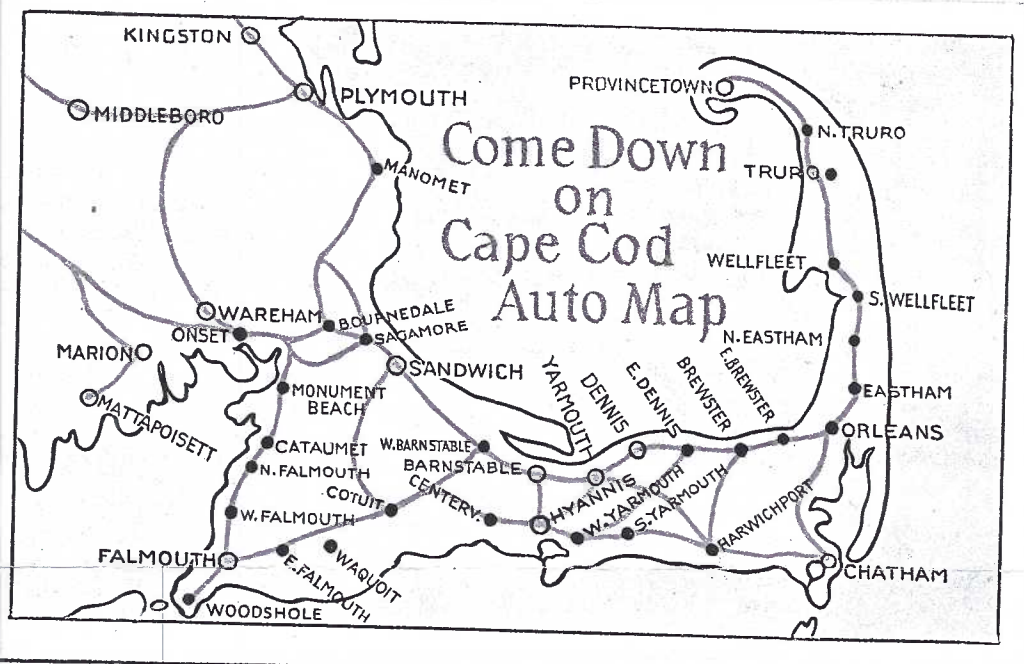 KINGSTON
PROVINCETOWN
PLYMOUTH
MIDDLEBORO
N. TRURO
Come Down
on
Cape Cod
Auto Map
MANOMET
TRURO
WELLFLEET
S. WELLFLEET
WAREHAM
BOURNEDALE
ONSET
SAGAMORE
N. EASTHAM
MARION
SANDWICH
MONUMENT
BEACH
MATTAPOISETT
EASTHAM
YARMOUTH
DENNIS
E. DENNIS
BREWSTER
E. BREWSTER
ORLEANS
CATAUMET
W. BARNSTABLE
N. FALMOUTH
BARNSTABLE
COTUIT
CENTERV.
HYANNIS
W. YARMOUTH
S. YARMOUTH
HARWICHPORT
W. FALMOUTH
FALMOUTH
E. FALMOUTH
WAQUOIT
CHATHAM
WOODSHOLE